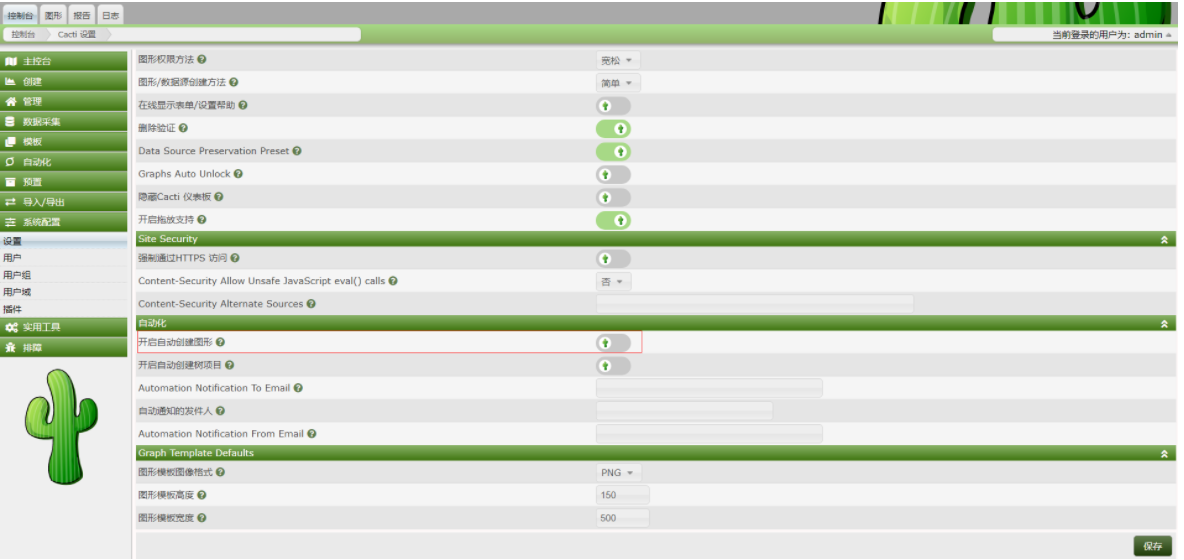 控制台 图形 报告 日志
控制台 Cacti 设置 当前登录的用户为: admin
主控台
创建
管理
数据采集
模板
自动化
预置
导入/导出
系统配置
设置
用户
用户组
用户域
插件
实用工具
排障
图形权限方法 宽松
图形/数据源创建方法 简单
在线显示表单/设置帮助
删除验证
Data Source Preservation Preset
Graphs Auto Unlock
隐藏Cacti 仪表板
开启拖放支持
Site Security
强制通过HTTPS 访问
Content-Security Allow Unsafe JavaScript eval() calls 否
Content-Security Alternate Sources
自动化
开启自动创建图形
开启自动创建树项目
Automation Notification To Email
自动通知的发件人
Automation Notification From Email
Graph Template Defaults
图形模板图像格式 PNG
图形模板高度 150
图形模板宽度 500
保存